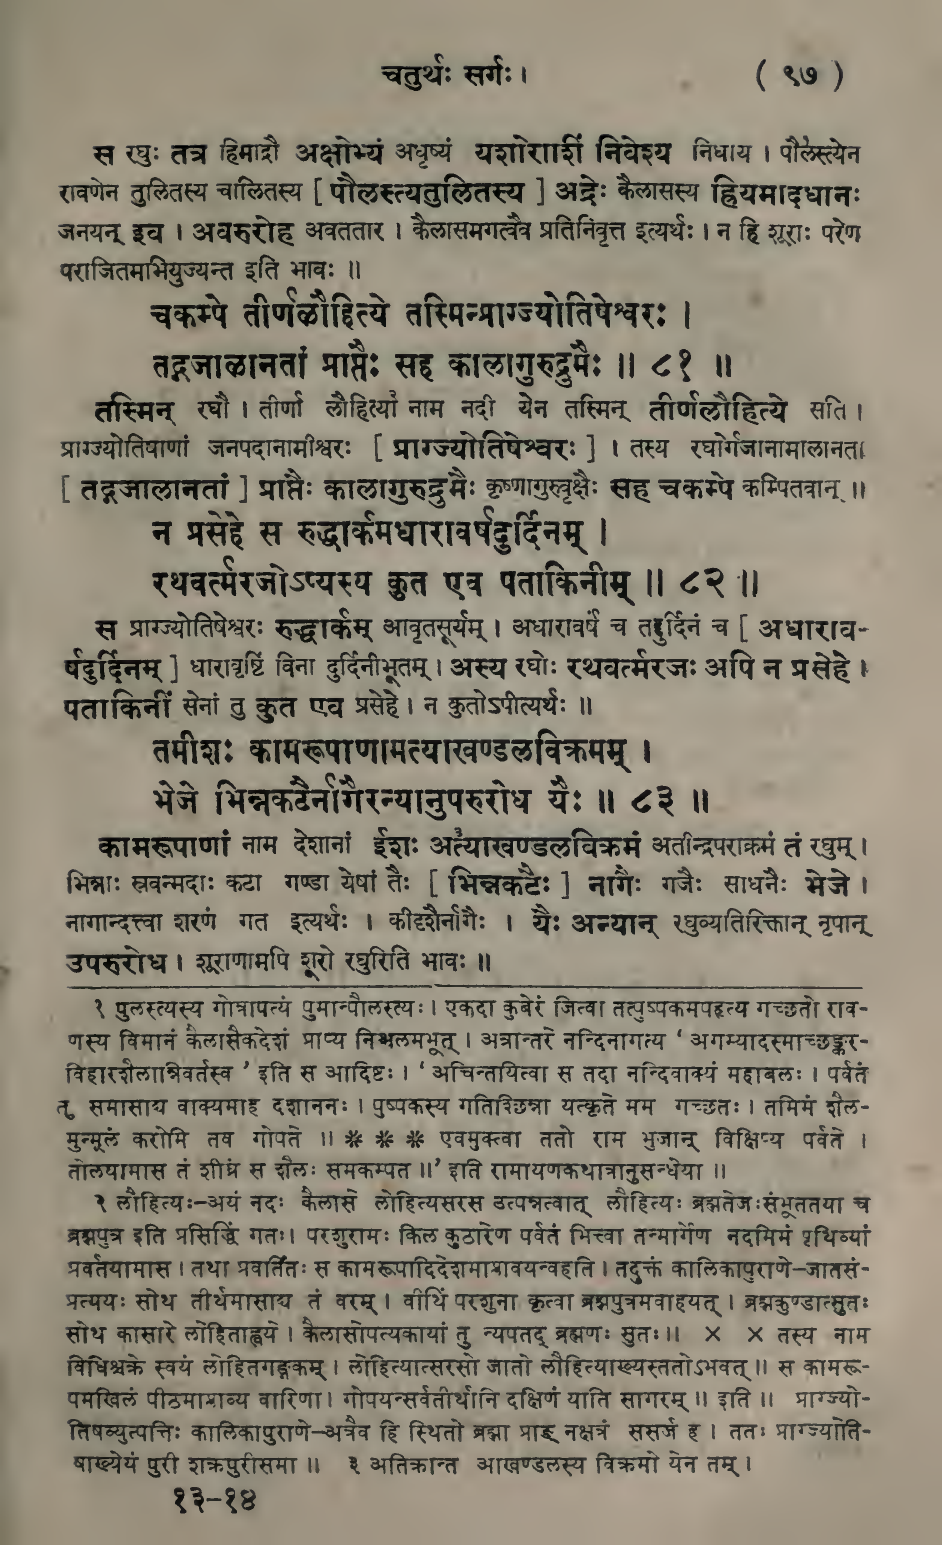 चतुर्थः सर्गः।
( ९७ )
स रघुः तत्र हिमाद्रौ अक्षोभ्यं अधृष्यं यशोराशिं निवेश्य निधाय । पौलस्त्येन
रावणेन तुलितस्य चालितस्य [ पौलस्त्यतुलितस्य ] अद्रेः कैलासस्य ह्रियमादधानः
जनयन् इव । अवरुरोह अवततार । कैलासमगत्वैव प्रतिनिवृत्त इत्यर्थः । न हि शूराः परेण
पराजितमभियुज्यन्त इति भावः ॥
चकम्पे तीर्णलौहित्ये तस्मिन्प्राग्ज्योतिषेश्वरः ।
तद्गजालानतां प्राप्तैः सह कालागुरुद्रुमैः ॥ ८१ ॥
तस्मिन् रघौ । तीर्णा लौहित्यां नाम नदी येन तस्मिन् तीर्णलौहित्ये सति ।
प्राग्ज्योतिषाणां जनपदानामीश्वरः [ प्राग्ज्योतिषेश्वरः ] । तस्य रघोर्गजानामालानतां
[ तद्गजालानतां ] प्राप्तैः कालागुरुद्रुमैः कृष्णागुरुवृक्षैः सह चकम्पे कम्पितवान् ॥
न प्रसेहे स रुद्धार्कमधारावर्षदुर्दिनम् ।
रथवर्त्मरजोऽप्यस्य कुत एव पताकिनीम् ॥ ८२ ॥
स प्राग्ज्योतिषेश्वरः रुद्धार्कम् आवृतसूर्यम् । अधारावर्षं च तद्दुर्दिनं च [ अधाराव-
र्षदुर्दिनम् ] धारावृष्टिं विना दुर्दिनीभूतम् । अस्य रघोः रथवर्त्मरजः अपि न प्रसेहे ।
पताकिनीं सेनां तु कुत एव प्रसेहे । न कुतोऽपीत्यर्थः ॥
तमीशः कामरूपाणामत्याखण्डलविक्रमम् ।
भेजे भिन्नकटैर्नागैरन्यानुपरुरोध यैः ॥ ८३ ॥
कामरूपाणां नाम देशानां ईशः अत्याखण्डलविक्रमं अतीन्द्रपराक्रमं तं रघुम् ।
भिन्नाः स्रवन्मदाः कटा गण्डा येषां तैः [ भिन्नकटैः ] नागैः गजैः साधनैः भेजे ।
नागान्दत्त्वा शरणं गत इत्यर्थः । कीदृशैर्नागैः । यैः अन्यान् रघुव्यतिरिक्तान् नृपान्
उपरुरोध । शूराणामपि शूरो रघुरिति भावः ॥
१ पुलस्त्यस्य गोत्रापत्यं पुमान्पौलस्त्यः । एकदा कुबेरं जित्वा तत्पुष्पकमपहृत्य गच्छतो राव-
णस्य विमानं कैलासैकदेशं प्राप्य निश्चलमभूत् । अत्रान्तरे नन्दिनागत्य ' अगम्यादस्माच्छङ्कर-
विहारशैलान्निवर्तस्व ' इति स आदिष्टः । ' अचिन्तयित्वा स तदा नन्दिवाक्यं महाबलः । पर्वतं
तु समासाद्य वाक्यमाह दशाननः । पुष्पकस्य गतिश्छिन्ना यत्कृते मम गच्छतः । तमिमं शैल-
मुन्मूलं करोमि तव गोपते ॥ * * * एवमुक्त्वा ततो राम भुजान् विक्षिप्य पर्वते ।
तोलयामास तं शीघ्रं स शैलः समकम्पत ॥' इति रामायणकथात्रानुसन्धेया ॥
२ लौहित्यः-अयं नदः कैलासे लोहित्यसरस उत्पन्नत्वात् लौहित्यः ब्रह्मतेजःसंभूततया च
ब्रह्मपुत्र इति प्रसिद्धिं गतः। परशुरामः किल कुठारेण पर्वतं भित्त्वा तन्मार्गेण नदमिमं पृथिव्यां
प्रवर्तयामास । तथा प्रवर्तितः स कामरूपादिदेशमाप्लावयन्वहति । तदुक्तं कालिकापुराणे-जातसं-
प्रत्ययः सोथ तीर्थमासाद्य तं वरम् । वीथिं परशुना कृत्वा ब्रह्मपुत्रमवाहयत् । ब्रह्मकुण्डात्सुतः
सोथ कासारे लोहिताह्वये । कैलासोपत्यकायां तु न्यपतद् ब्रह्मणः सुतः॥ × × तस्य नाम
विधिश्चक्रे स्वयं लोहितगङ्गकम् । लोहित्यात्सरसो जातो लौहित्याख्यस्ततोऽभवत् ॥ स कामरू-
पमखिलं पीठमाप्लाव्य वारिणा। गोपयन्सर्वतीर्थानि दक्षिणं याति सागरम् ॥ इति ॥ प्राग्ज्यो-
तिषव्युत्पत्तिः कालिकापुराणे-अत्रैव हि स्थितो ब्रह्मा प्राङ् नक्षत्रं ससर्ज ह । ततः प्राग्ज्योति-
षाख्येयं पुरी शक्रपुरीसमा ॥ ३ अतिक्रान्त आखण्डलस्य विक्रमो येन तम् ।
१३-१४